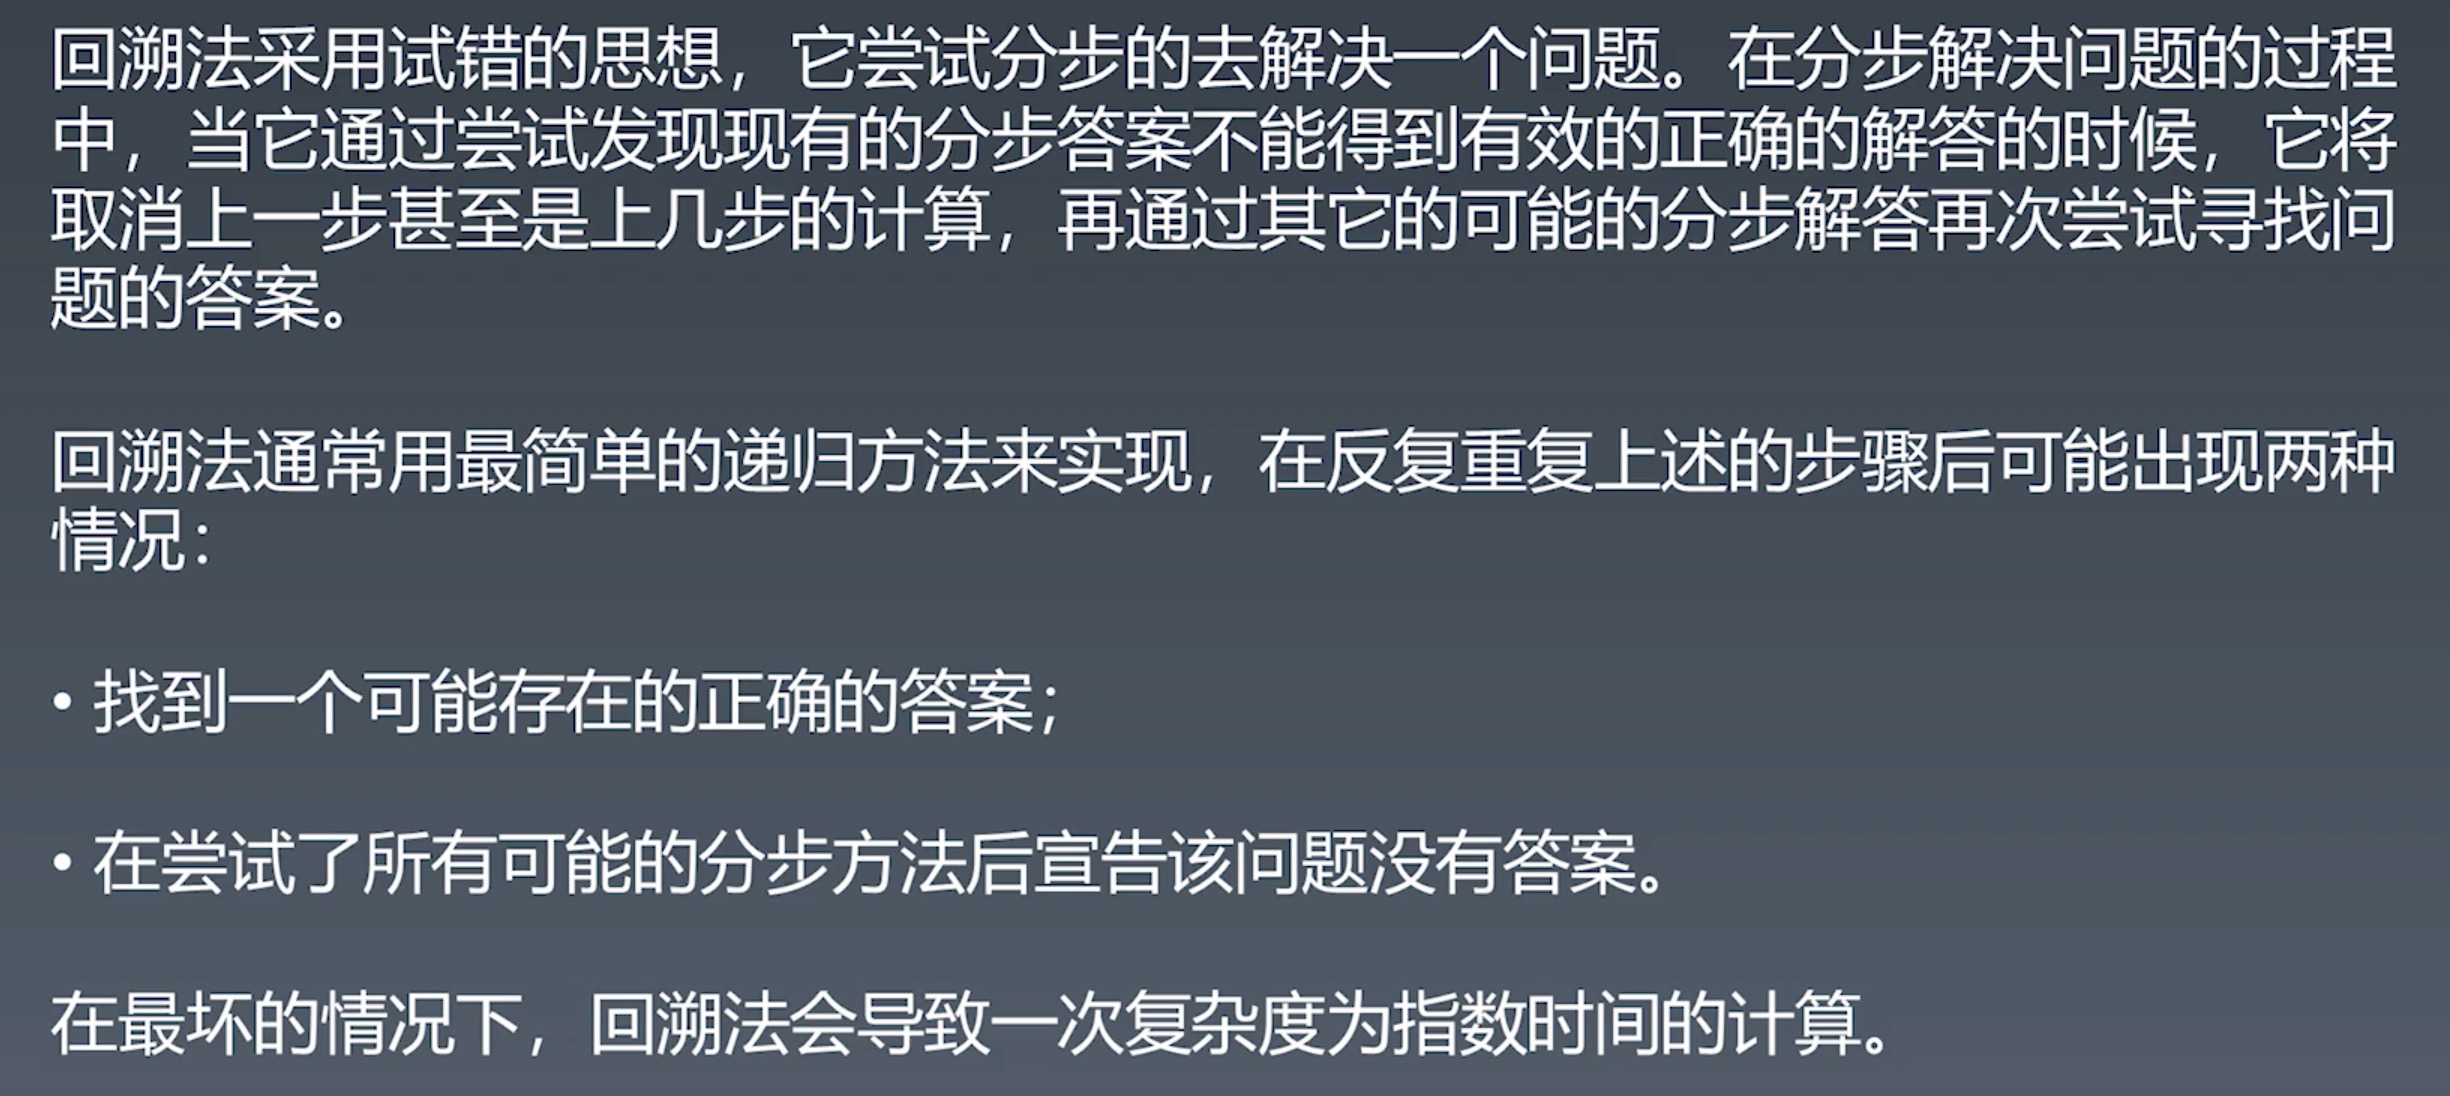 回溯法采用试错的思想，它尝试分步的去解决一个问题。在分步解决问题的过程
中，当它通过尝试发现现有的分步答案不能得到有效的正确的解答的时候，它将
取消上一步甚至是上几步的计算，再通过其它的可能的分步解答再次尝试寻找问
题的答案。
回溯法通常用最简单的递归方法来实现，在反复重复上述的步骤后可能出现两种
情况：
• 找到一个可能存在的正确的答案；
• 在尝试了所有可能的分步方法后宣告该问题没有答案。
在最坏的情况下，回溯法会导致一次复杂度为指数时间的计算。